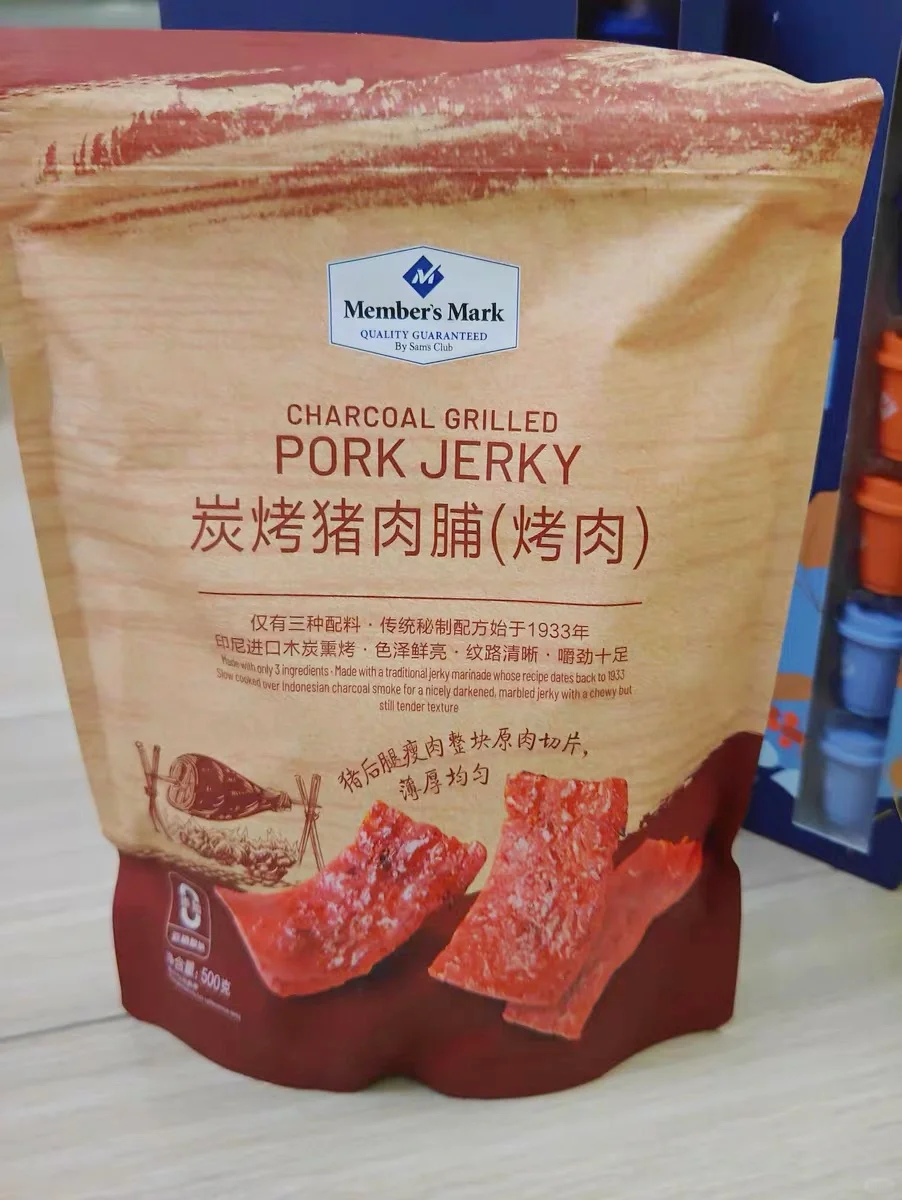 Member's Mark
QUALITY GUARANTEED
By Sams Club
CHARCOAL GRILLED
PORK JERKY
炭烤猪肉脯(烤肉)
仅有三种配料·传统秘制配方始于1933年
印尼进口木炭熏烤·色泽鲜亮·纹路清晰·嚼劲十足
Made with only 3 ingredients · Made with a traditional jerky marinade whose recipe dates back to 1933
Slow cooked over Indonesian charcoal smoke for a nicely darkened, marbled jerky with a chewy but
still tender texture
猪后腿瘦肉整块原肉切片,
薄厚均匀
0
净含量: 500克